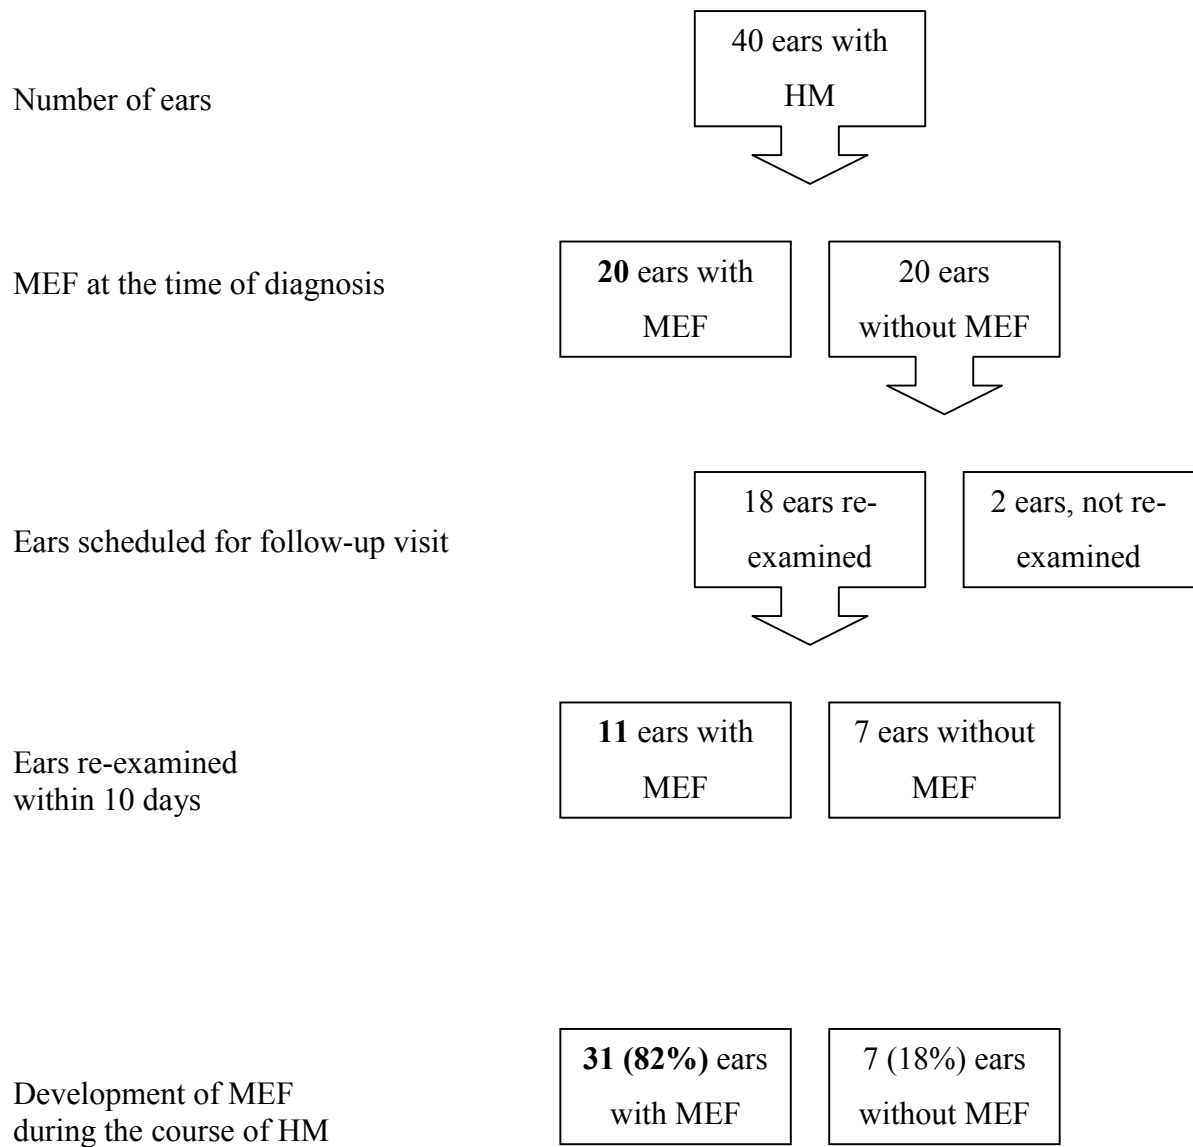 40 ears with
HM
Number of ears
MEF at the time of diagnosis
20 ears with
MEF
20 ears
without MEF
Ears scheduled for follow-up visit
18 ears re-
examined
2 ears, not re-
examined
Ears re-examined
within 10 days
11 ears with
MEF
7 ears without
MEF
Development of MEF
during the course of HM
31 (82%) ears
with MEF
7 (18%) ears
without MEF